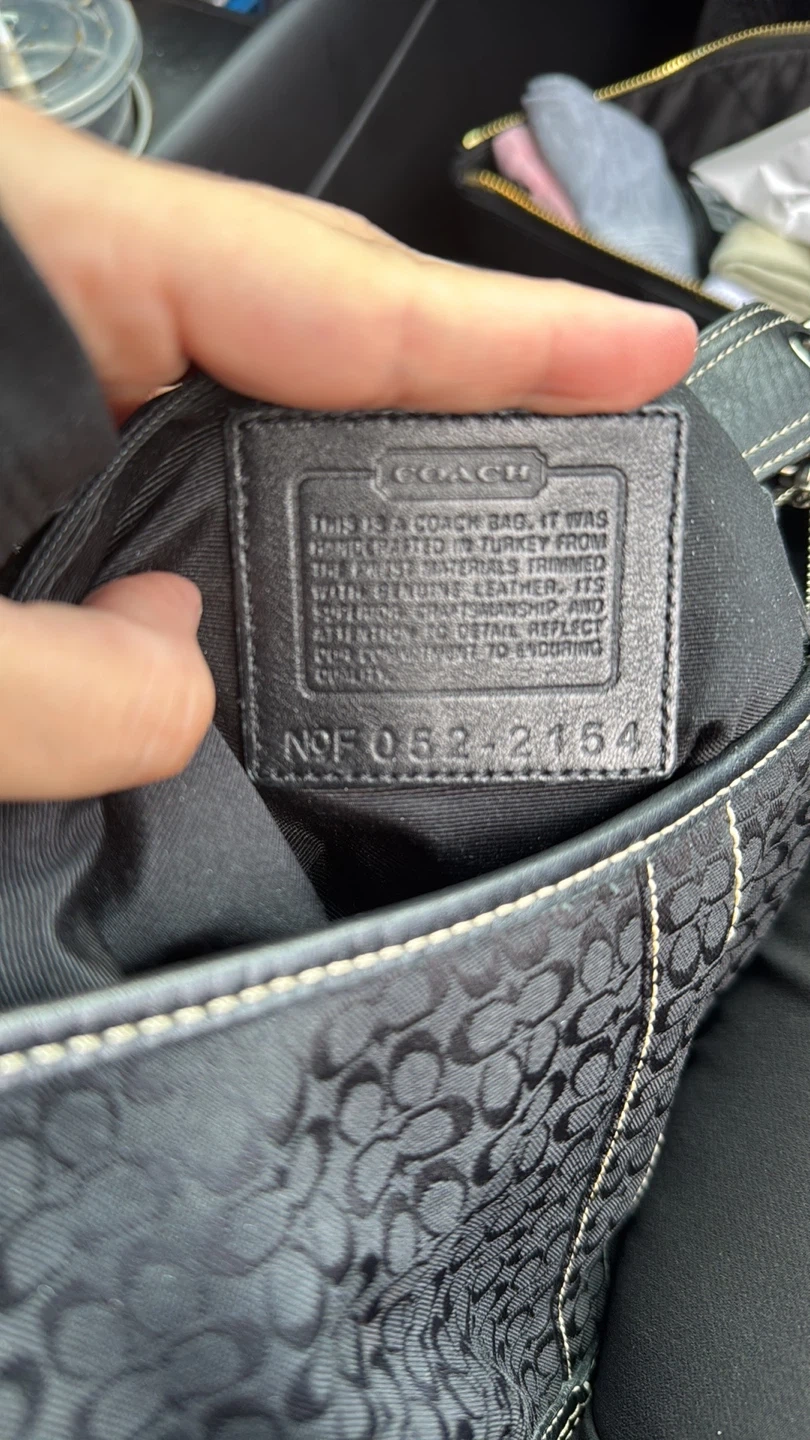 COACH
THIS IS A COACH BAG. IT WAS
HANDCRAFTED IN TURKEY FROM
THE FINEST MATERIALS TRIMMED
WITH GENUINE LEATHER. ITS
SUPERIOR CRAFTSMANSHIP AND
ATTENTION TO DETAIL REFLECT
OUR COMMITMENT TO ENDURING
QUALITY.
NOF052-2154